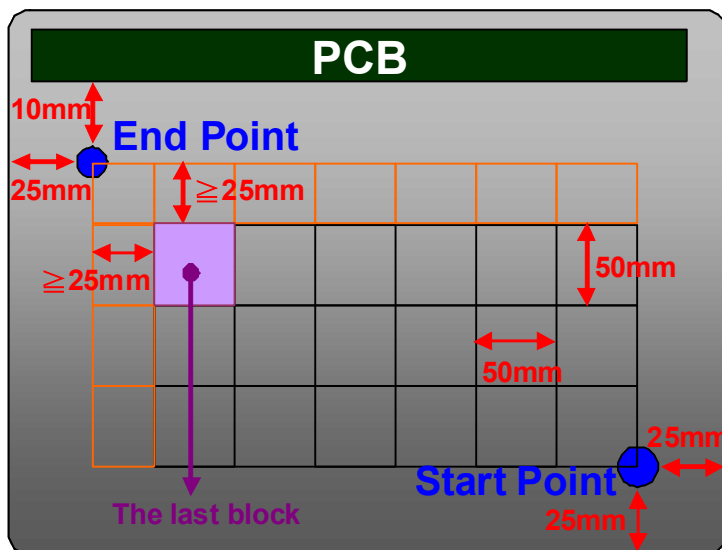 PCB
10mm
End Point
25mm
≧25mm
≧25mm
50mm
50mm
25mm
Start Point
The last block
25mm